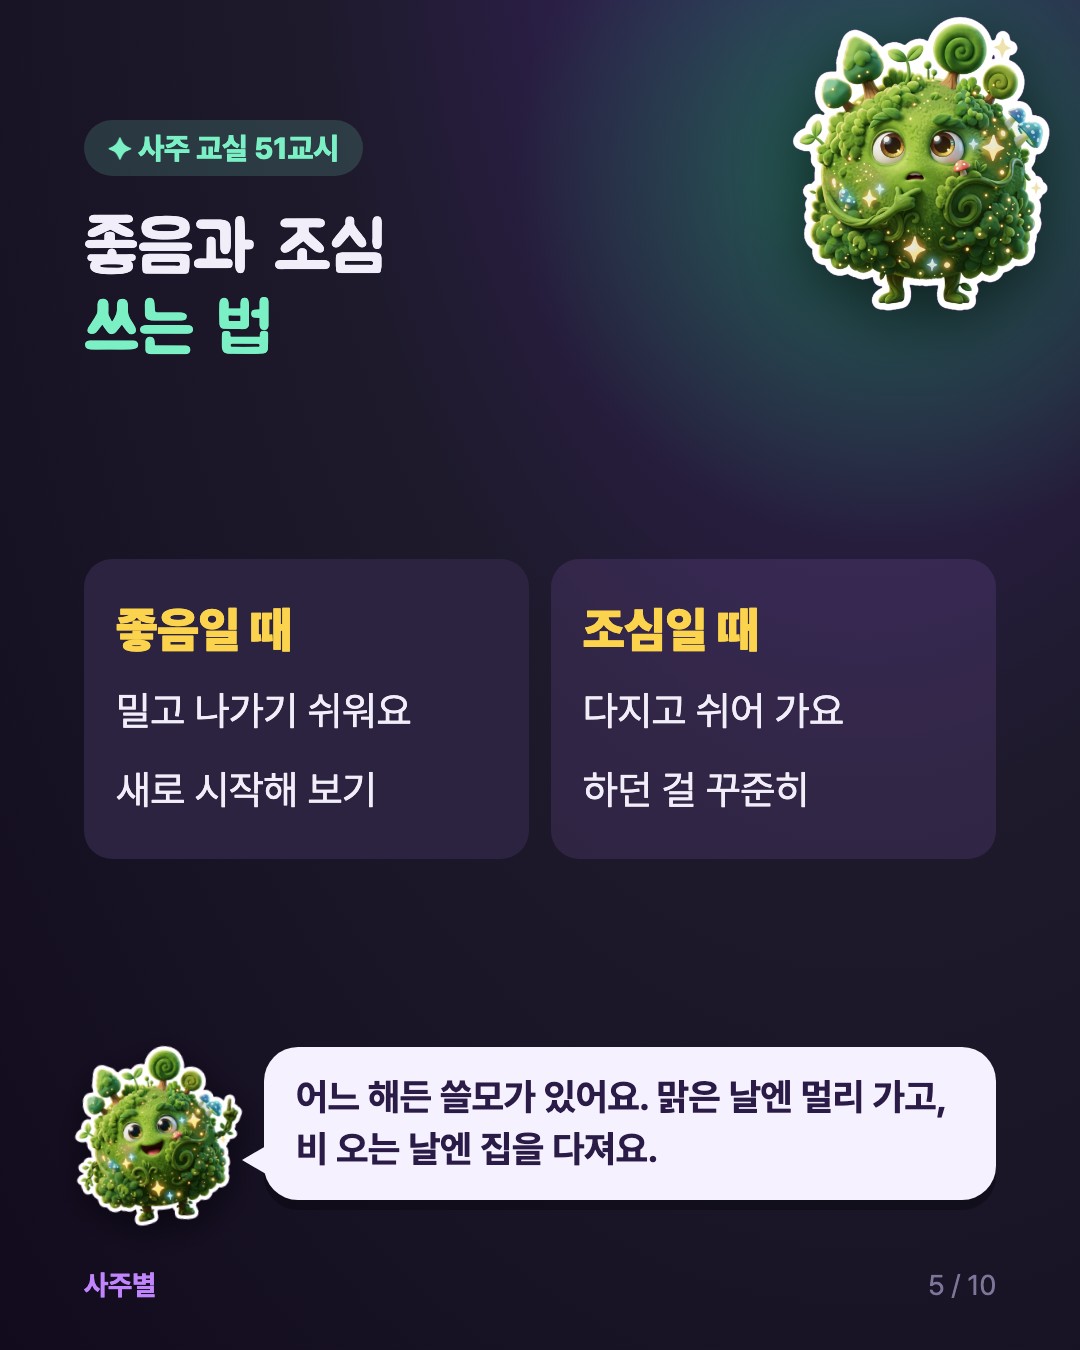 ✦ 사주 교실 51교시
좋음과 조심
쓰는 법
좋음일 때
밀고 나가기 쉬워요
새로 시작해 보기
조심일 때
다지고 쉬어 가요
하던 걸 꾸준히
어느 해든 쓸모가 있어요. 맑은 날엔 멀리 가고,
비 오는 날엔 집을 다져요.
사주별
5 / 10